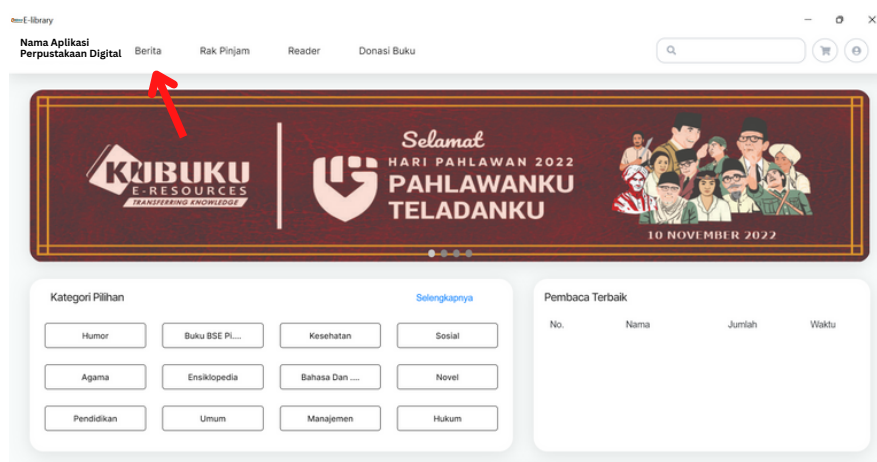 E-library
Nama Aplikasi
Perpustakaan Digital
Berita
Rak Pinjam
Reader
Donasi Buku
KUBUKU
E-RESOURCES
TRANSFERRING KNOWLEDGE
Selamat
HARI PAHLAWAN 2022
PAHLAWANKU
TELADANKU
10 NOVEMBER 2022
Kategori Pilihan
Selengkapnya
Humor
Buku BSE Pi....
Kesehatan
Sosial
Agama
Ensiklopedia
Bahasa Dan ....
Novel
Pendidikan
Umum
Manajemen
Hukum
Pembaca Terbaik
No.
Nama
Jumlah
Waktu